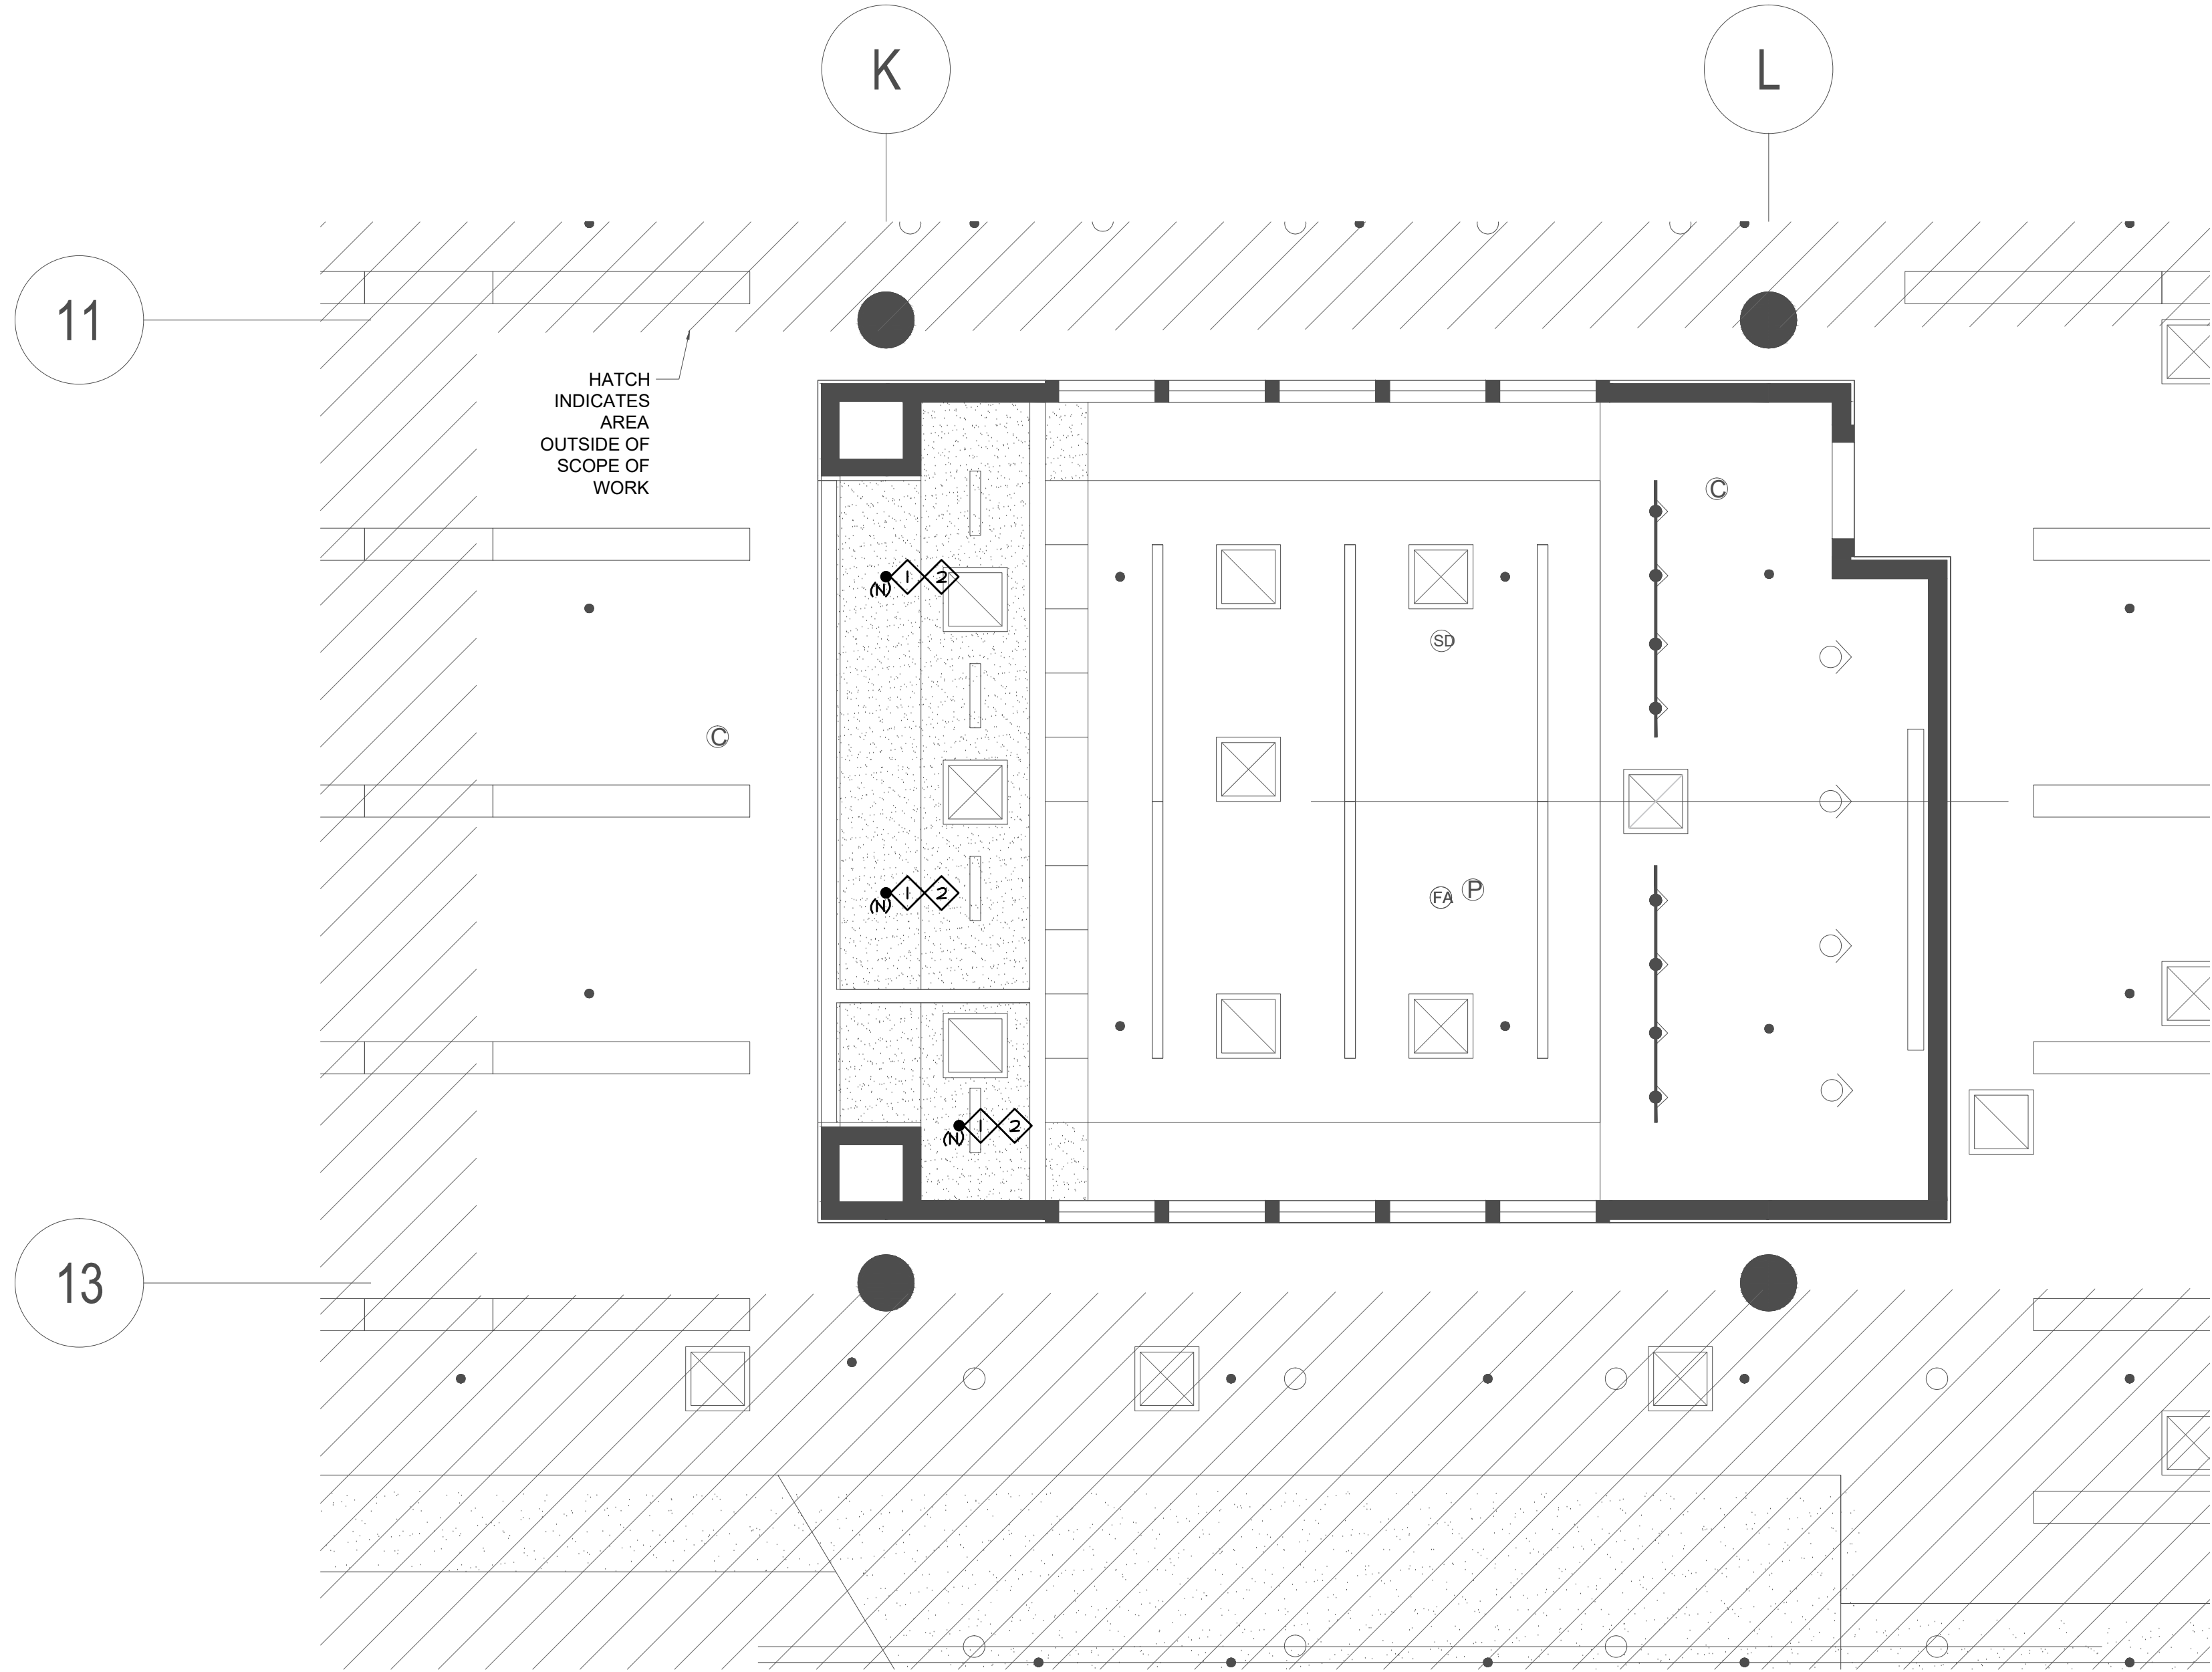 K
L
11
HATCH
INDICATES
AREA
OUTSIDE OF
SCOPE OF
WORK
C
(N) 1 2
SD
C
(N) 1 2
FA P
(N) 1 2
13